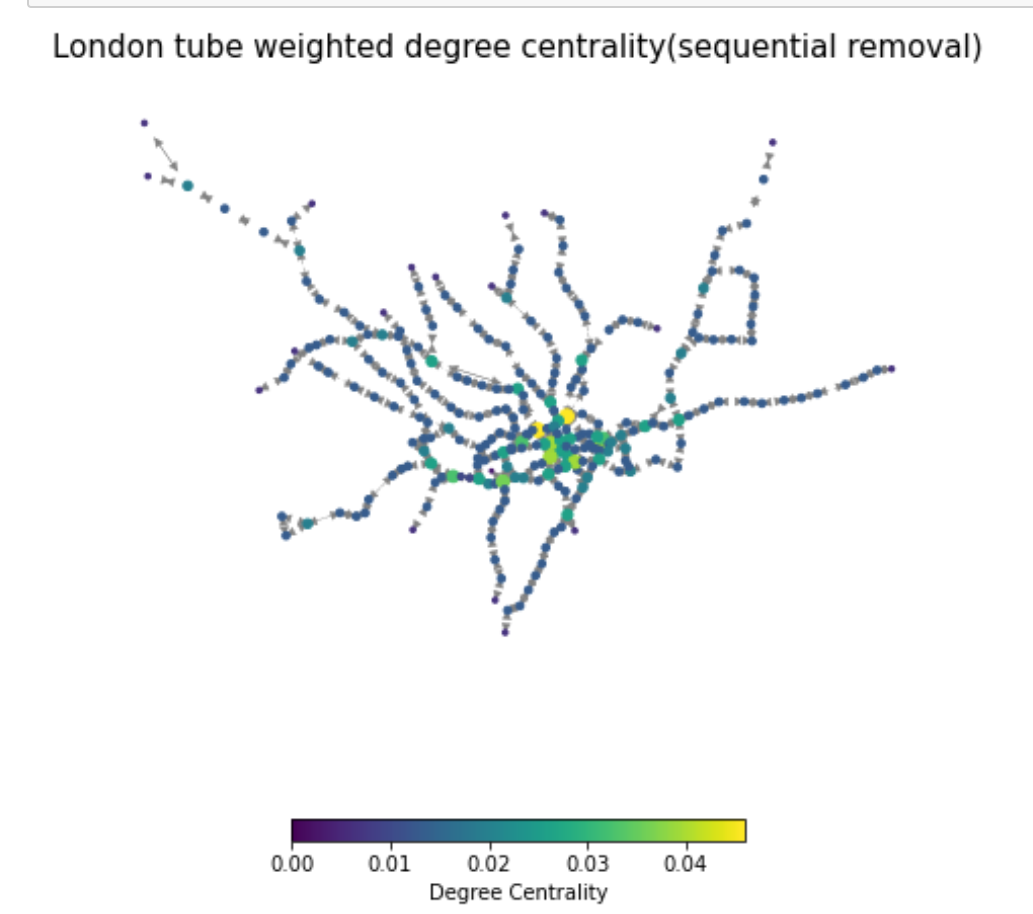 London tube weighted degree centrality(sequential removal)
0.00 0.01 0.02 0.03 0.04
Degree Centrality